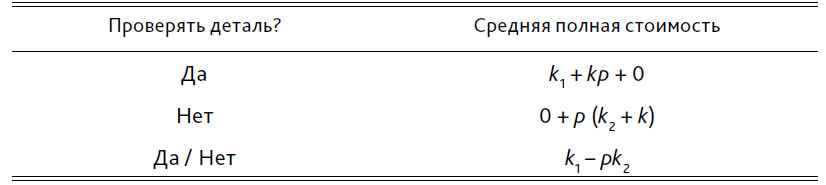 Проверять деталь? Средняя полная стоимость
Да k₁ + kp + 0
Нет 0 + p (k₂ + k)
Да / Нет k₁ – pk₂